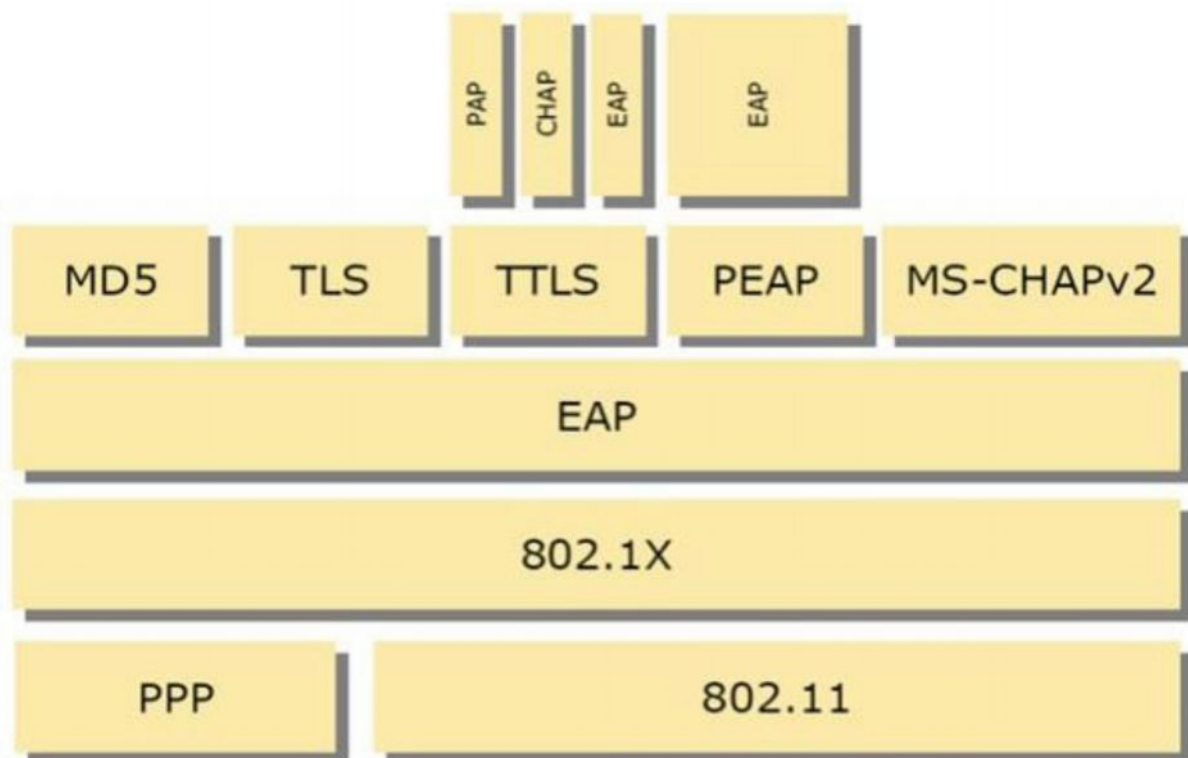 PAP CHAP EAP EAP
MD5 TLS TTLS PEAP MS-CHAPv2
EAP
802.1X
PPP 802.11